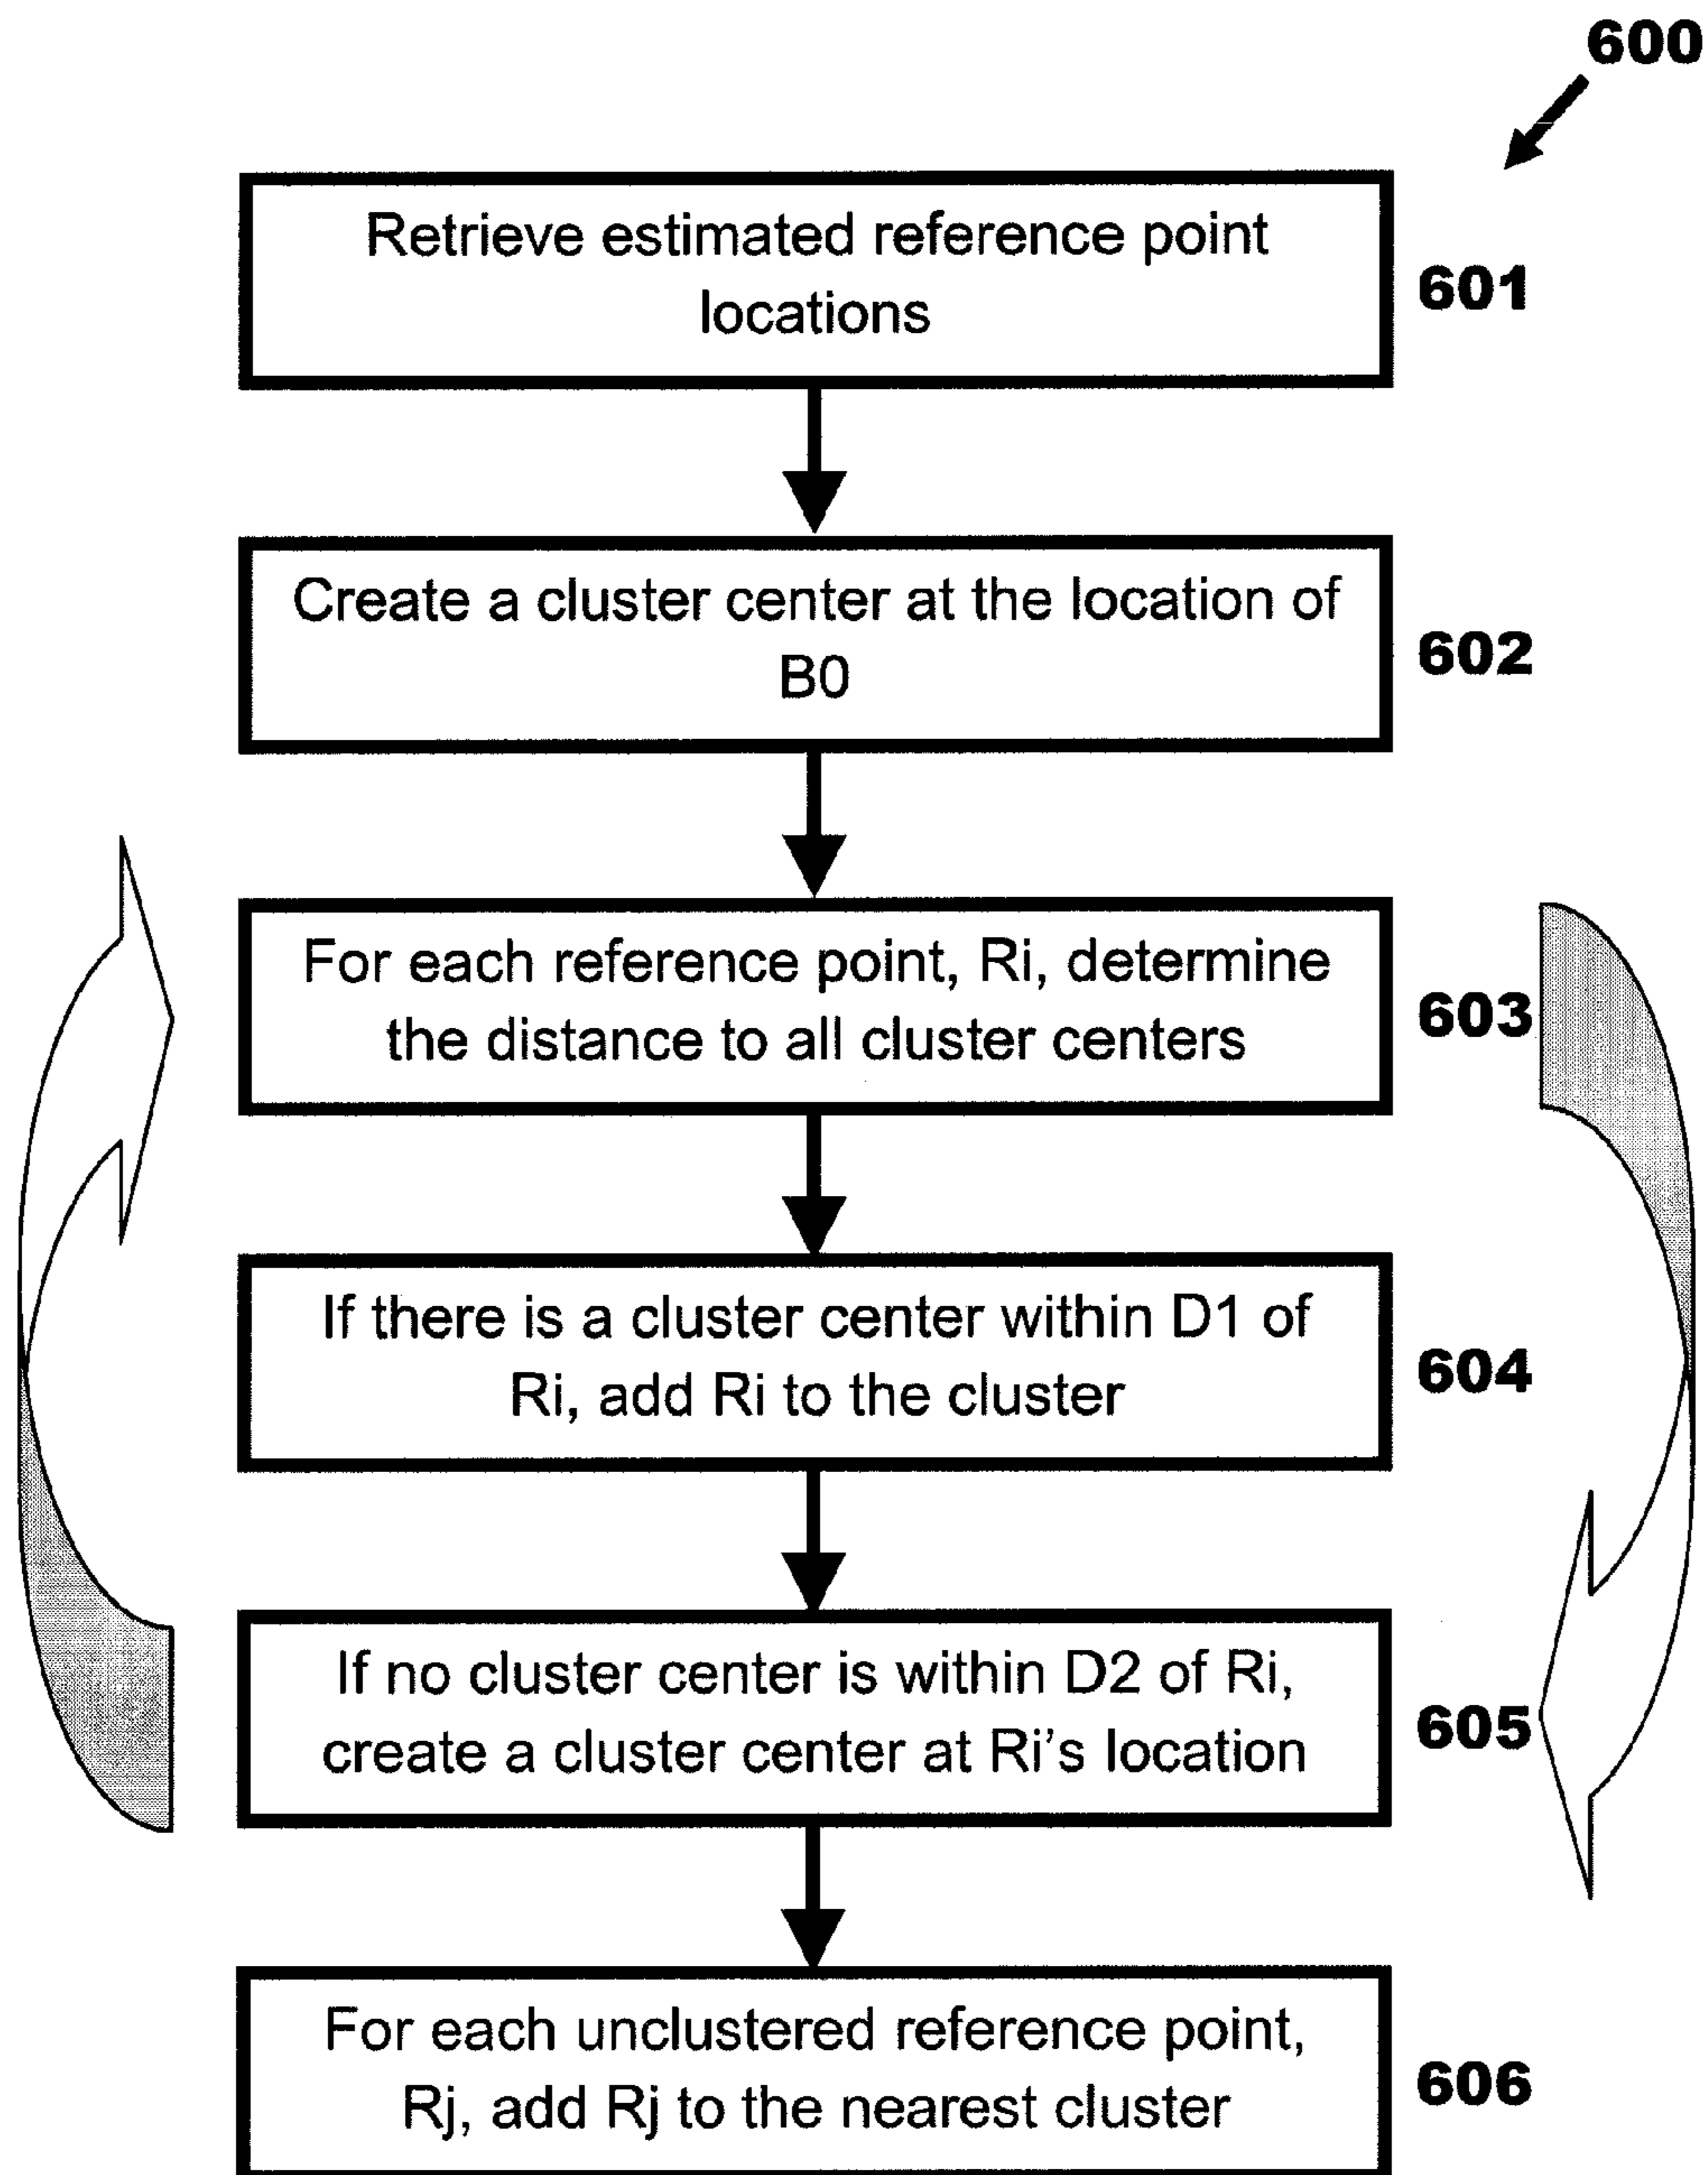 600
Retrieve estimated reference point
locations
601
Create a cluster center at the location of
B0
602
For each reference point, Ri, determine
the distance to all cluster centers
603
If there is a cluster center within D1 of
Ri, add Ri to the cluster
604
If no cluster center is within D2 of Ri,
create a cluster center at Ri's location
605
For each unclustered reference point,
Rj, add Rj to the nearest cluster
606